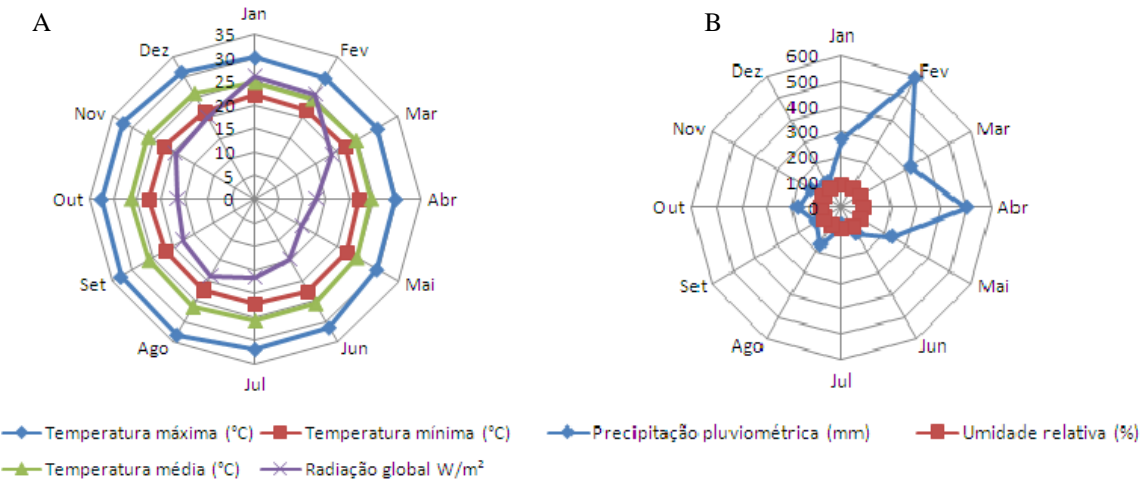 A
Jan
Fev
Mar
Abr
Mai
Jun
Jul
Ago
Set
Out
Nov
Dez
35
30
25
20
15
10
5
0
Temperatura máxima (°C)
Temperatura mínima (°C)
Temperatura média (°C)
Radiação global W/m²
B
Jan
Fev
Mar
Abr
Mai
Jun
Jul
Ago
Set
Out
Nov
Dez
600
500
400
300
200
100
0
Precipitação pluviométrica (mm)
Umidade relativa (%)